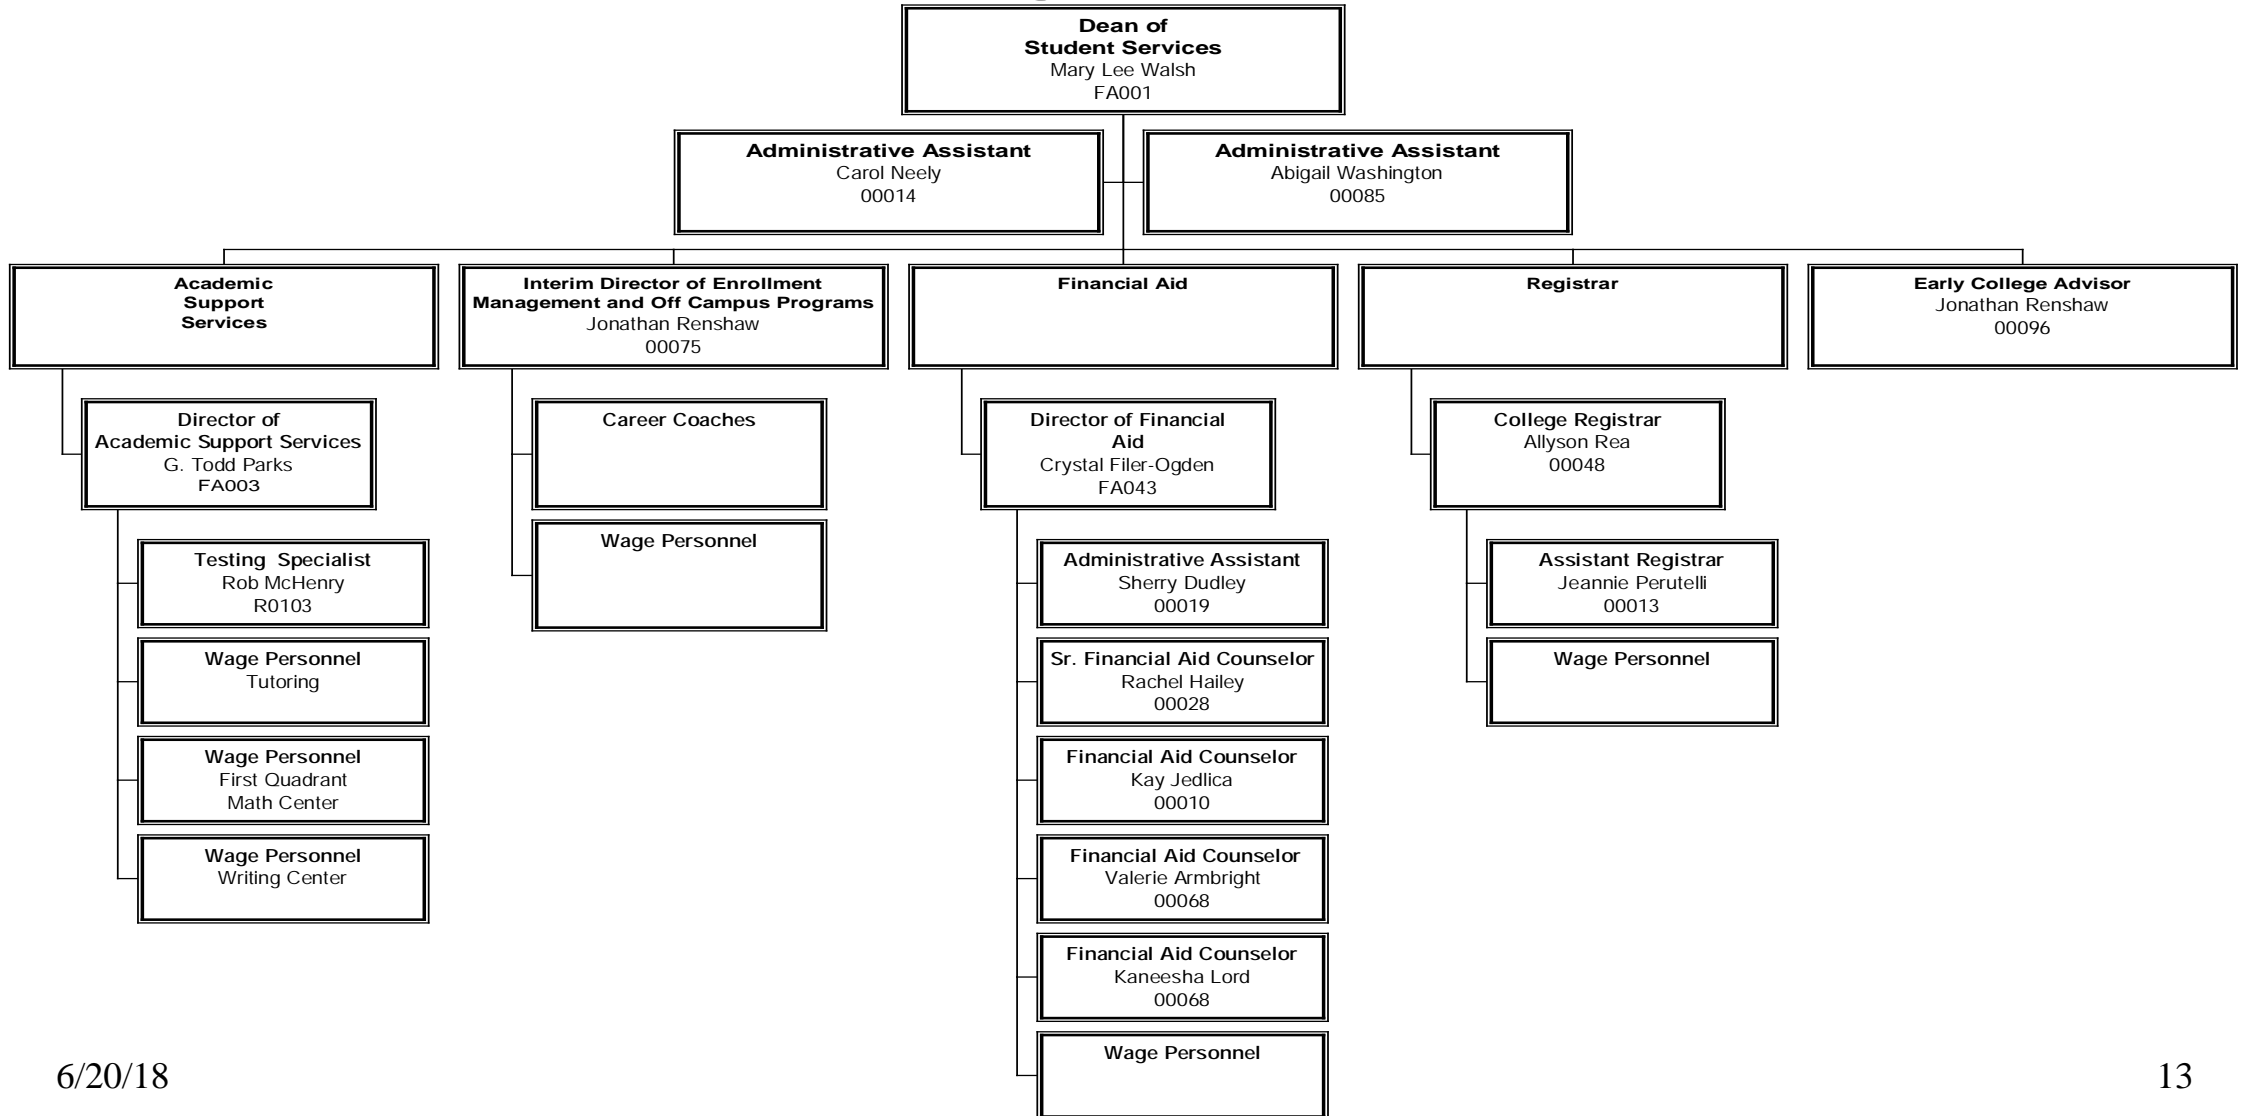 Dean of
Student Services
Mary Lee Walsh
FA001
Administrative Assistant
Carol Neely
00014
Administrative Assistant
Abigail Washington
00085
Academic
Support
Services
Interim Director of Enrollment
Management and Off Campus Programs
Jonathan Renshaw
00075
Financial Aid
Registrar
Early College Advisor
Jonathan Renshaw
00096
Director of
Academic Support Services
G. Todd Parks
FA003
Testing Specialist
Rob McHenry
R0103
Wage Personnel
Tutoring
Wage Personnel
First Quadrant
Math Center
Wage Personnel
Writing Center
Career Coaches
Wage Personnel
Director of Financial
Aid
Crystal Filer-Ogden
FA043
Administrative Assistant
Sherry Dudley
00019
Sr. Financial Aid Counselor
Rachel Hailey
00028
Financial Aid Counselor
Kay Jedlica
00010
Financial Aid Counselor
Valerie Armbright
00068
Financial Aid Counselor
Kaneesha Lord
00068
Wage Personnel
College Registrar
Allyson Rea
00048
Assistant Registrar
Jeannie Perutelli
00013
Wage Personnel
6/20/18
13